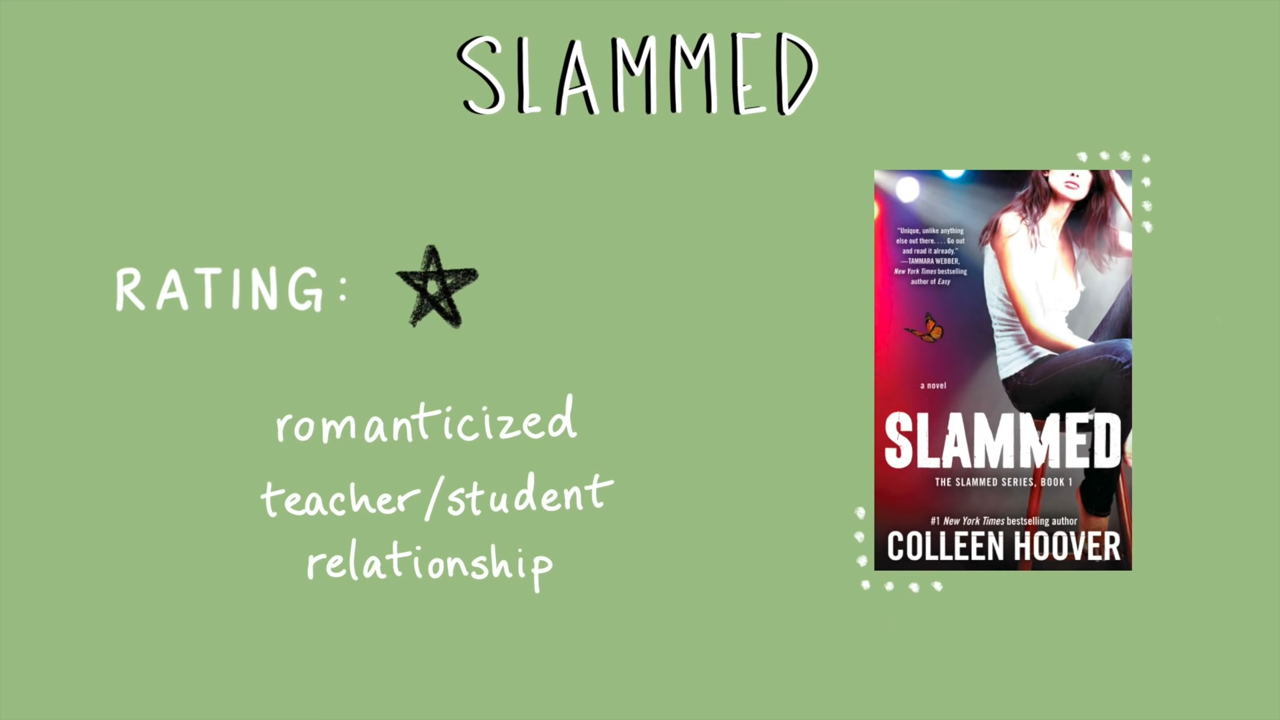 SLAMMED
RATING:
romanticized
teacher/student
relationship
"Unique, unlike anything
else out there. . . . Go out
and read it already."
—TAMMARA WEBBER,
New York Times bestselling
author of Easy
a novel
SLAMMED
THE SLAMMED SERIES, BOOK 1
#1 New York Times bestselling author
COLLEEN HOOVER